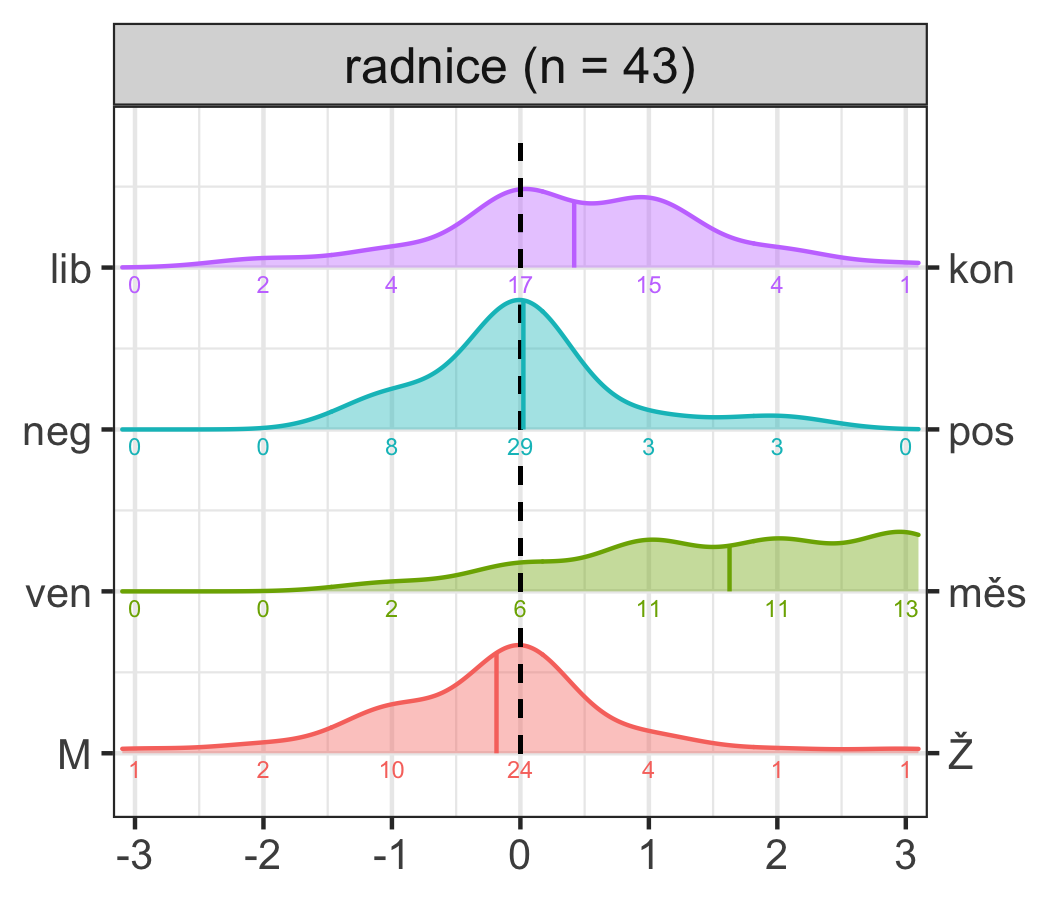 radnice (n = 43)
lib kon
0 2 4 17 15 4 1
neg pos
0 0 8 29 3 3 0
ven měs
0 0 2 6 11 11 13
M Ž
1 2 10 24 4 1 1
-3 -2 -1 0 1 2 3